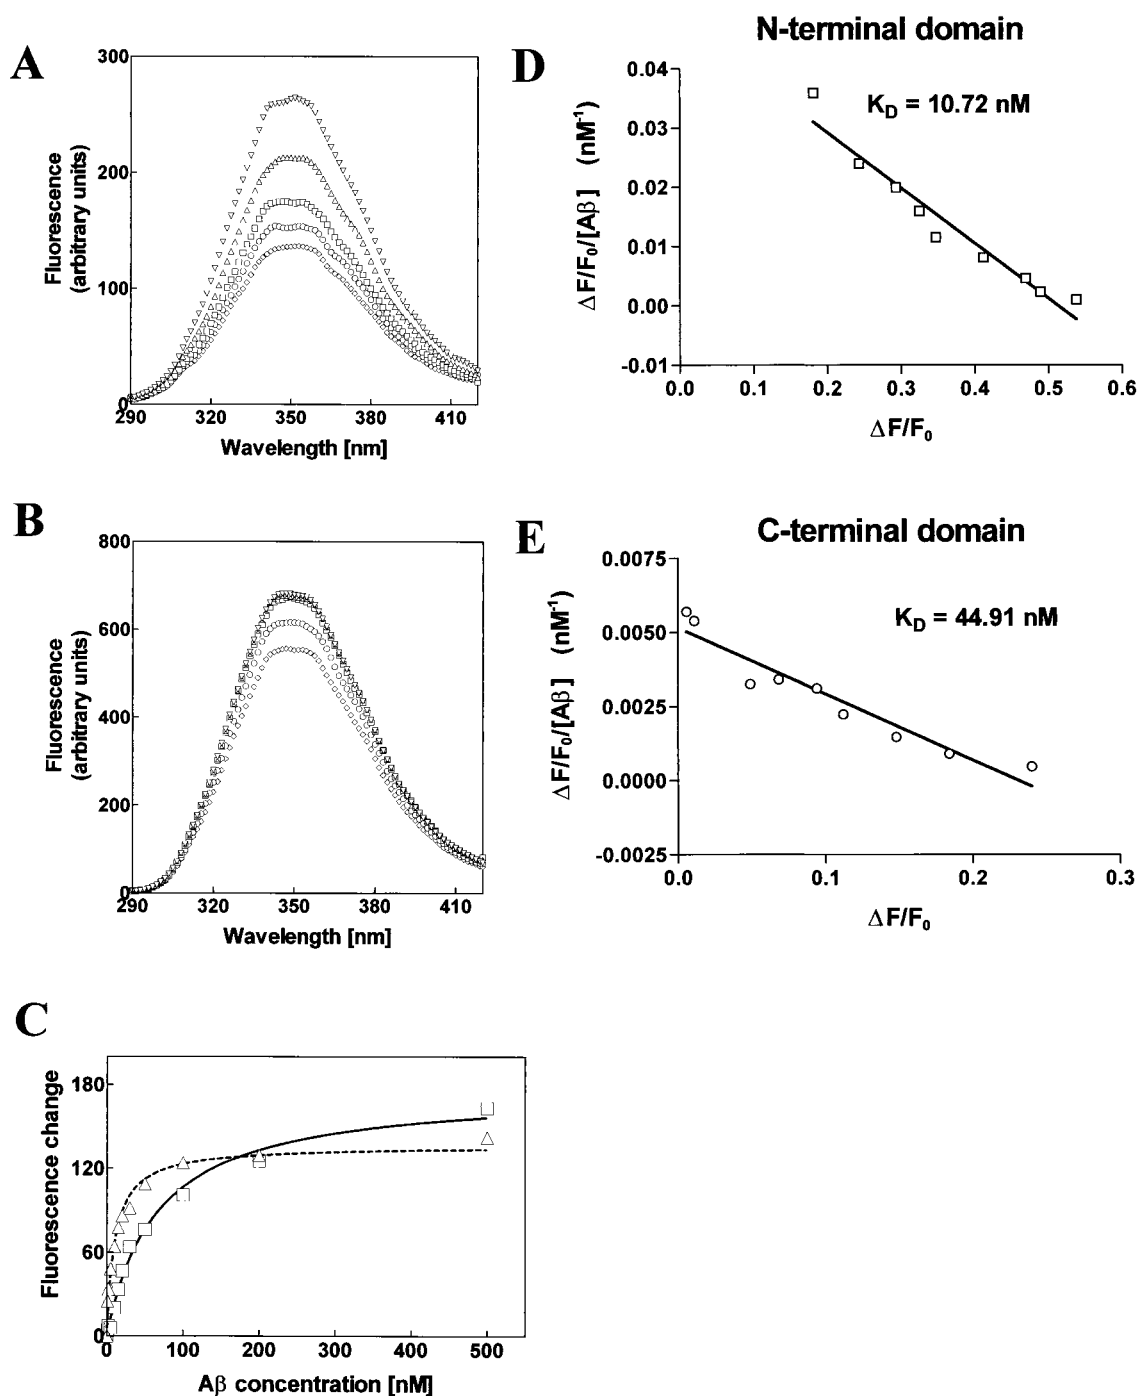 A
Fluorescence
(arbitrary units)
300
200
100
0
290 320 350 380 410
Wavelength [nm]
B
Fluorescence
(arbitrary units)
800
600
400
200
0
290 320 350 380 410
Wavelength [nm]
C
Fluorescence change
180
120
60
0
0 100 200 300 400 500
Aβ concentration [nM]
N-terminal domain
D
ΔF/F₀/[Aβ] (nM⁻¹)
0.04
0.03
0.02
0.01
0.00
-0.01
K_D = 10.72 nM
0.0 0.1 0.2 0.3 0.4 0.5 0.6
ΔF/F₀
C-terminal domain
E
ΔF/F₀/[Aβ] (nM⁻¹)
0.0075
0.0050
0.0025
0.0000
-0.0025
K_D = 44.91 nM
0.0 0.1 0.2 0.3
ΔF/F₀